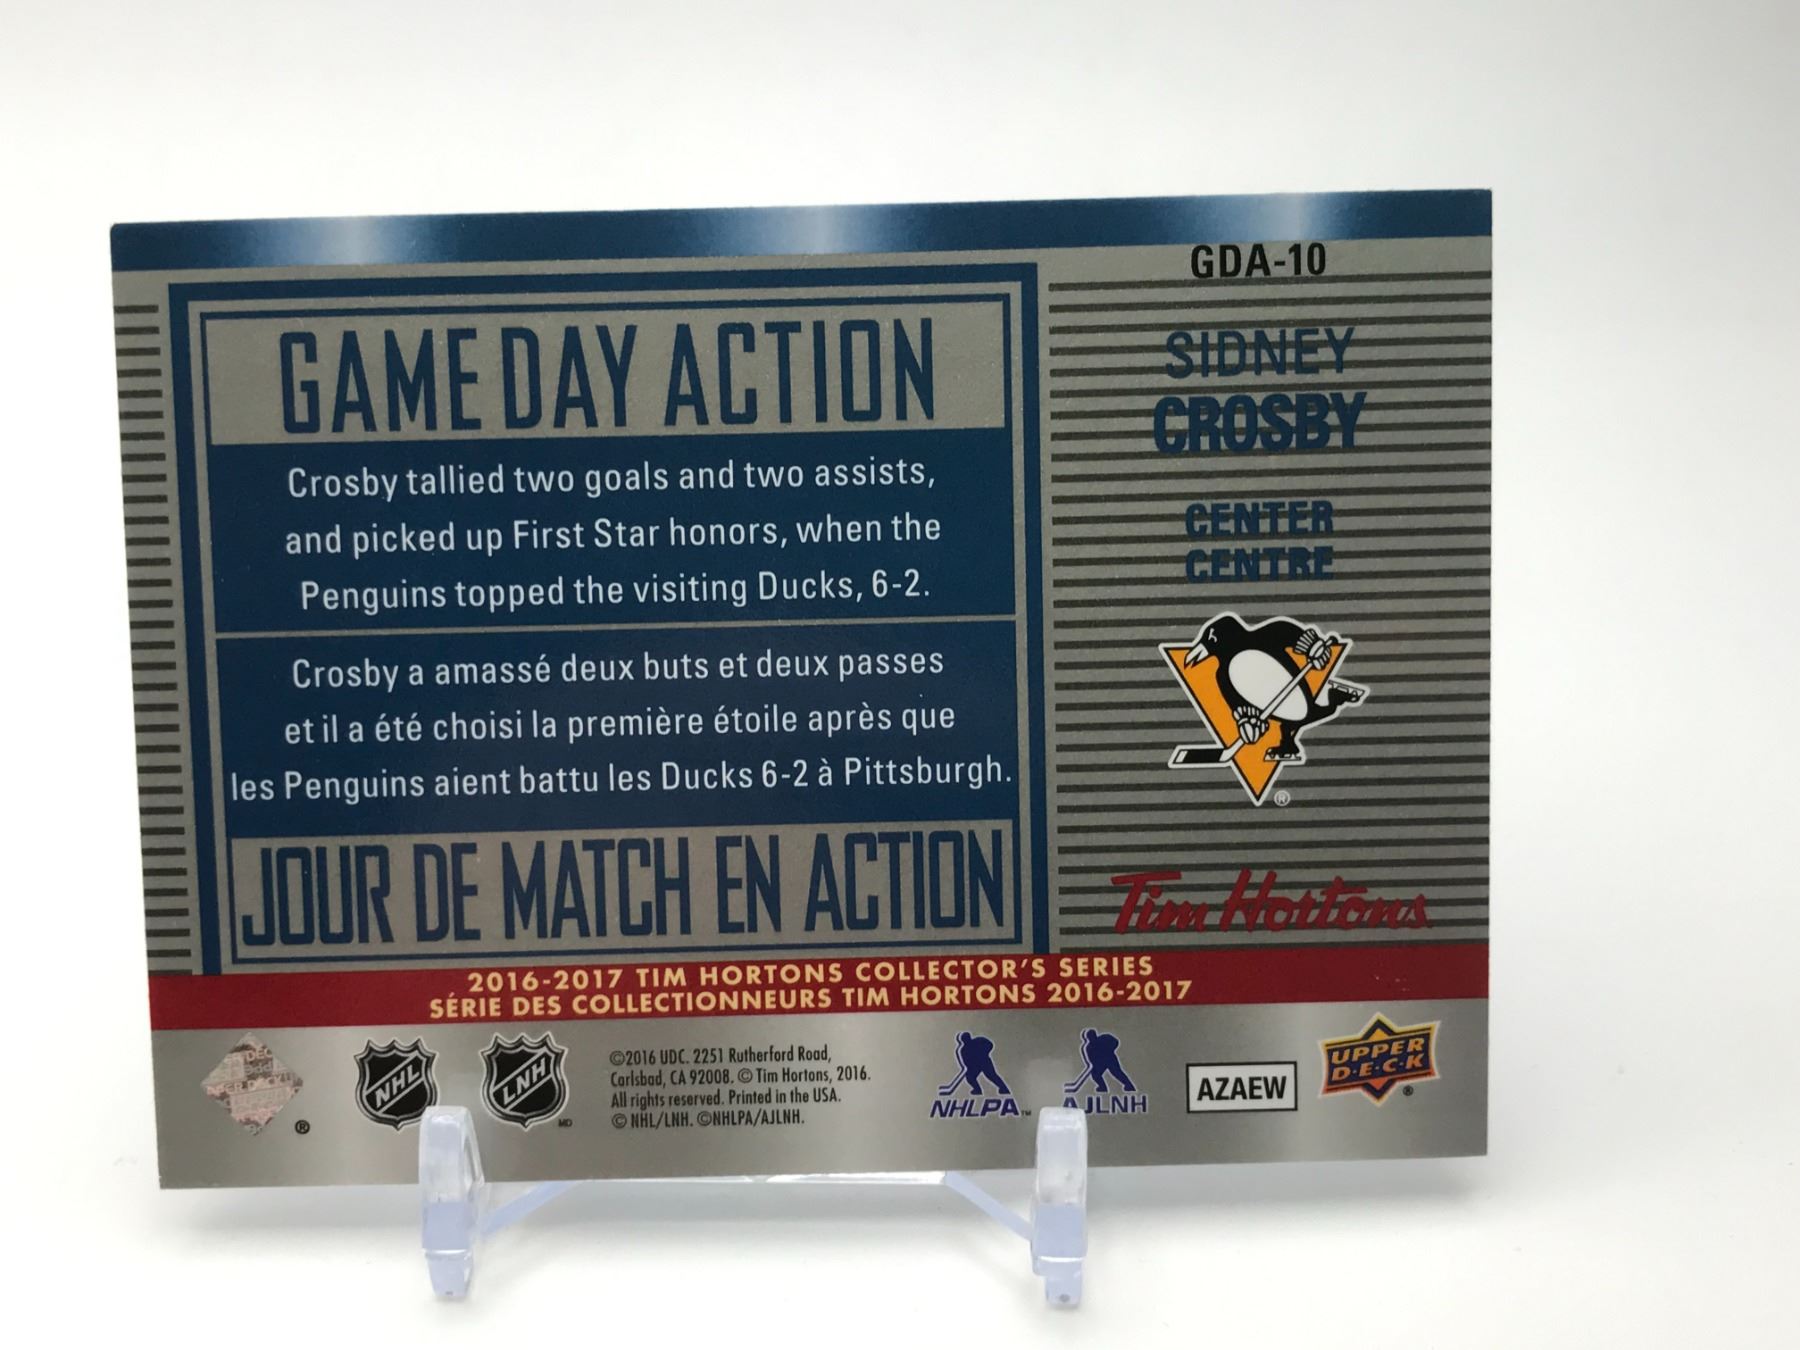 GDA-10
GAME DAY ACTION
Crosby tallied two goals and two assists,
and picked up First Star honors, when the
Penguins topped the visiting Ducks, 6-2.
Crosby a amassé deux buts et deux passes
et il a été choisi la première étoile après que
les Penguins aient battu les Ducks 6-2 à Pittsburgh.
JOUR DE MATCH EN ACTION
SIDNEY
CROSBY
CENTER
CENTRE
®
Tim Hortons
2016-2017 TIM HORTONS COLLECTOR'S SERIES
SÉRIE DES COLLECTIONNEURS TIM HORTONS 2016-2017
®
NHL
LNH
MD
©2016 UDC. 2251 Rutherford Road,
Carlsbad, CA 92008. © Tim Hortons, 2016.
All rights reserved. Printed in the USA.
© NHL/LNH. ©NHLPA/AJLNH.
NHLPA™
AJLNH
AZAEW
UPPER
D·E·C·K
®